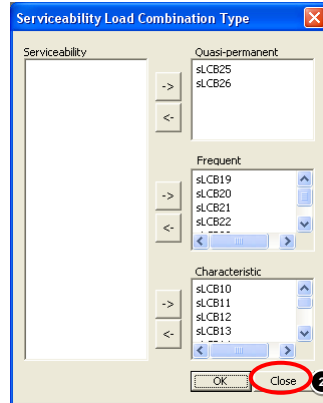 Serviceability Load Combination Type
Serviceability
Quasi-permanent
sLCB25
sLCB26
->
<-
Frequent
sLCB19
sLCB20
sLCB21
sLCB22
->
<-
Characteristic
sLCB10
sLCB11
sLCB12
sLCB13
->
<-
OK
Close
2